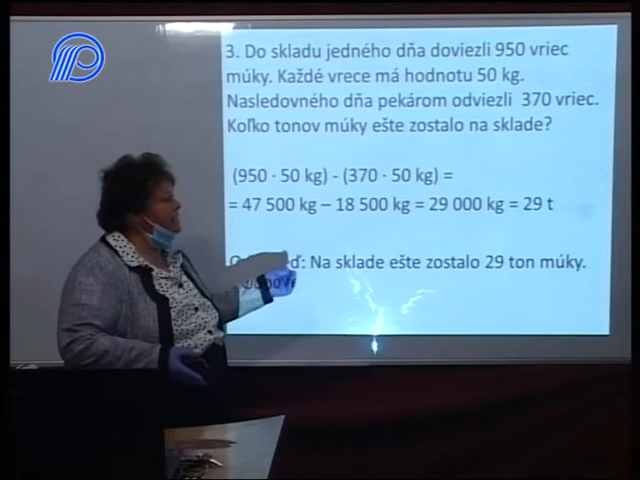 3. Do skladu jedného dňa doviezli 950 vriec
múky. Každé vrece má hodnotu 50 kg.
Nasledovného dňa pekárom odviezli 370 vriec.
Koľko tonov múky ešte zostalo na sklade?
(950 · 50 kg) - (370 · 50 kg) =
= 47 500 kg – 18 500 kg = 29 000 kg = 29 t
Na sklade ešte zostalo 29 ton múky.